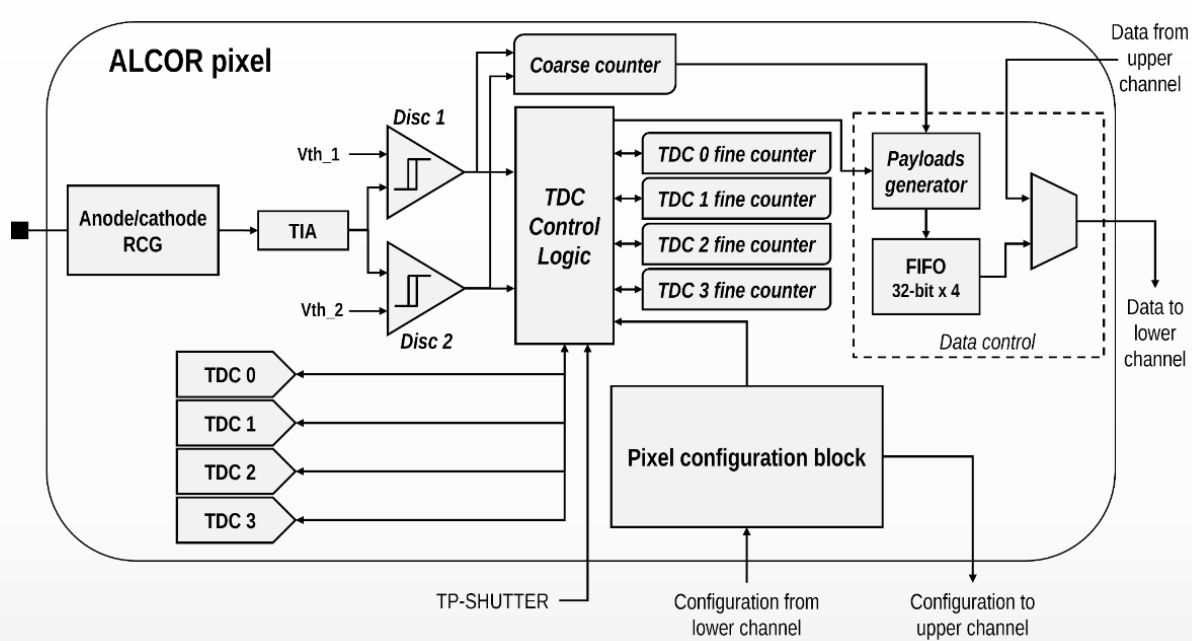 ALCOR pixel
Data from
upper
channel
Coarse counter
Disc 1
Vth_1
TDC 0 fine counter
TDC 1 fine counter
TDC 2 fine counter
TDC 3 fine counter
TDC
Control
Logic
Payloads
generator
Anode/cathode
RCG
TIA
FIFO
32-bit x 4
Vth_2
Disc 2
Data control
Data to
lower
channel
TDC 0
TDC 1
TDC 2
TDC 3
Pixel configuration block
TP-SHUTTER
Configuration from
lower channel
Configuration to
upper channel